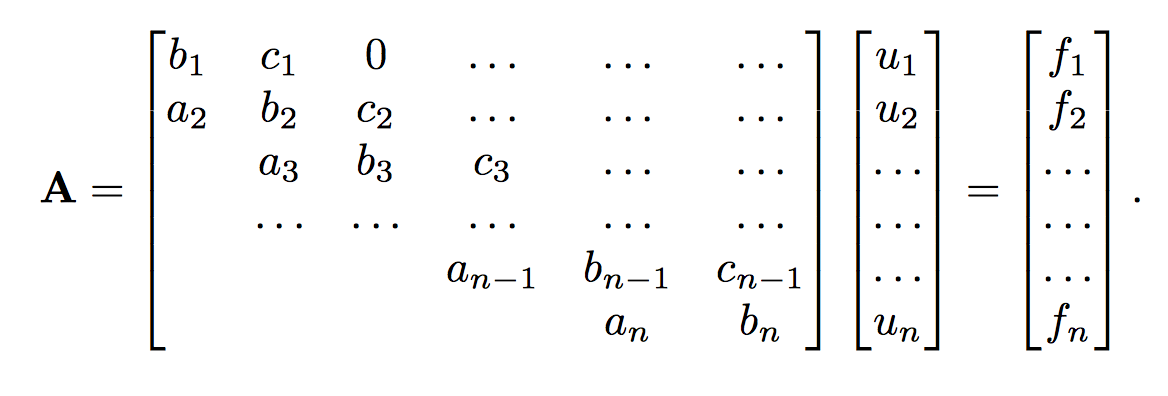 b₁ c₁ 0 … … … u₁ f₁
a₂ b₂ c₂ … … … u₂ f₂
a₃ b₃ c₃ … … … …
A = … … … … … … = … .
aₙ₋₁ bₙ₋₁ cₙ₋₁ … …
aₙ bₙ uₙ fₙ